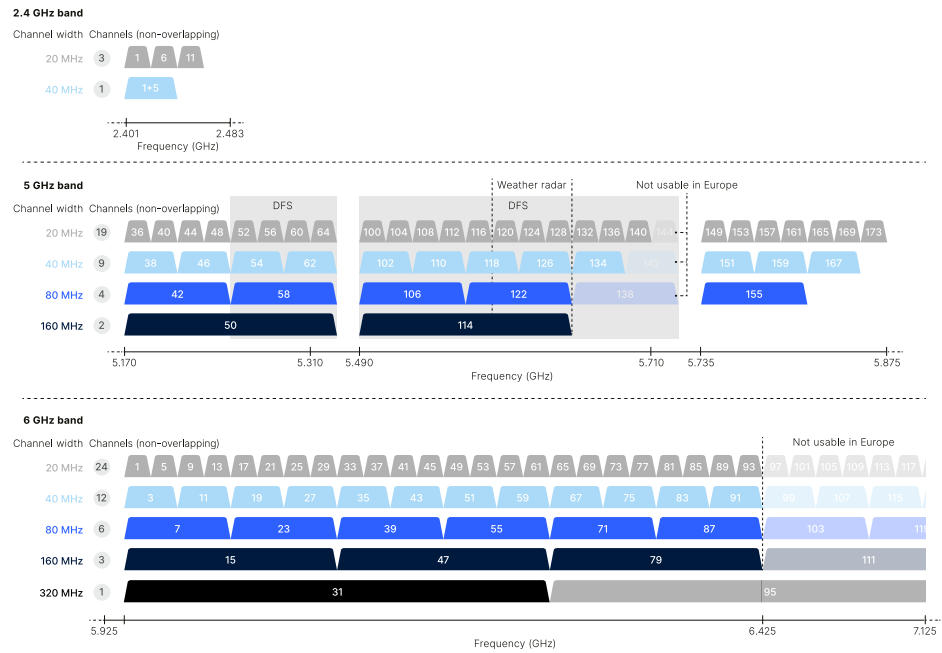 2.4 GHz band
Channel width Channels (non-overlapping)
20 MHz 3 1 6 11
40 MHz 1 1+5
2.401 2.483
Frequency (GHz)
5 GHz band Weather radar Not usable in Europe
Channel width Channels (non-overlapping) DFS DFS
20 MHz 19 36 40 44 48 52 56 60 64 100 104 108 112 116 120 124 128 132 136 140 144 149 153 157 161 165 169 173
40 MHz 9 38 46 54 62 102 110 118 126 134 142 151 159 167
80 MHz 4 42 58 106 122 138 155
160 MHz 2 50 114
5.170 5.310 5.490 5.710 5.735 5.875
Frequency (GHz)
6 GHz band
Channel width Channels (non-overlapping) Not usable in Europe
20 MHz 24 1 5 9 13 17 21 25 29 33 37 41 45 49 53 57 61 65 69 73 77 81 85 89 93 97 101 105 109 113 117
40 MHz 12 3 11 19 27 35 43 51 59 67 75 83 91 99 107 115
80 MHz 6 7 23 39 55 71 87 103
160 MHz 3 15 47 79 111
320 MHz 1 31 95
5.925 6.425 7.125
Frequency (GHz)